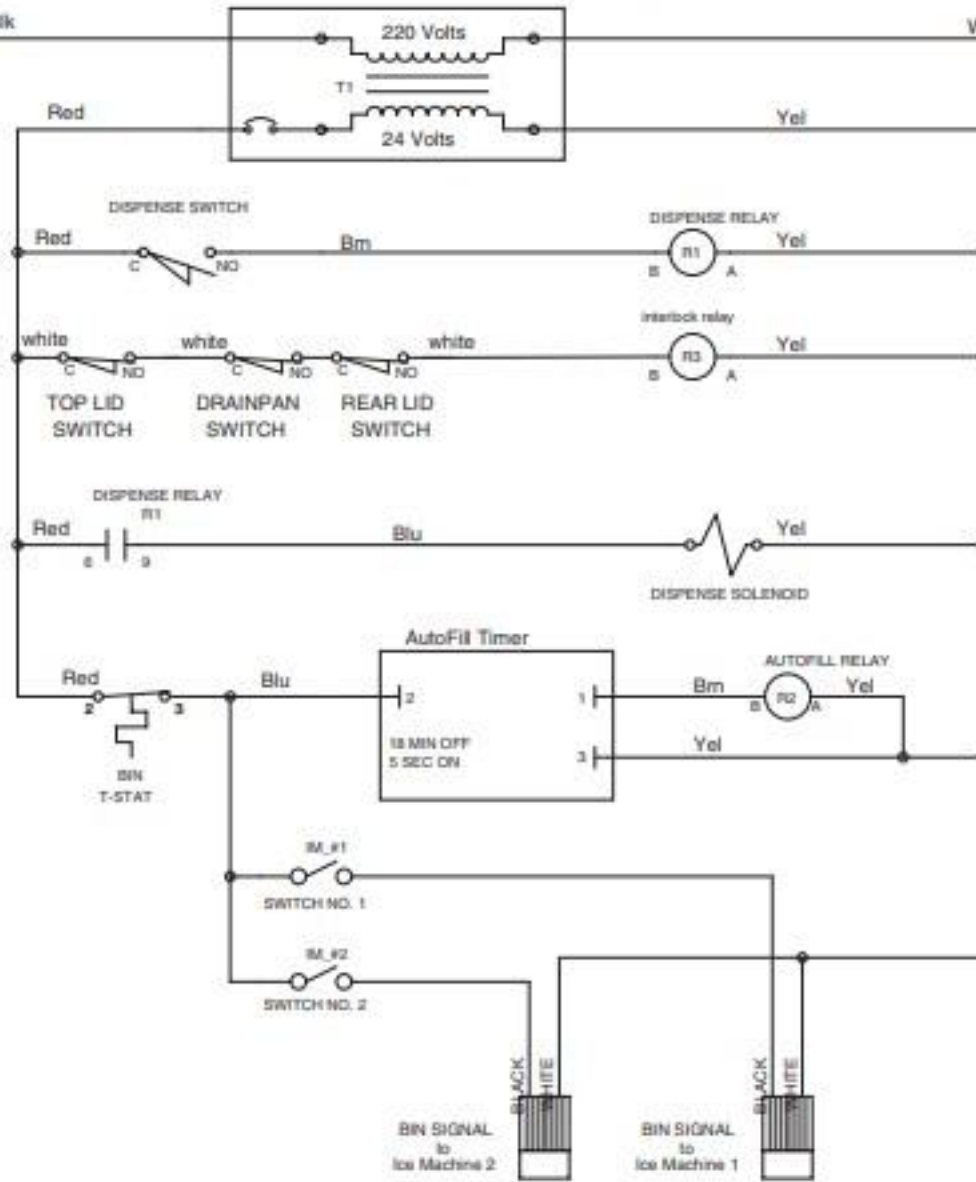 220 Volts
T1
Red
Yel
24 Volts
DISPENSE SWITCH
DISPENSE RELAY
Red
C
NO
Brn
B
R1
A
Yel
interlock relay
white
C
NO
white
C
NO
C
NO
white
B
R3
A
Yel
TOP LID
SWITCH
DRAINPAN
SWITCH
REAR LID
SWITCH
DISPENSE RELAY
R1
Red
9
Blu
Yel
DISPENSE SOLENOID
AutoFill Timer
AUTOFILL RELAY
Red
2
3
Blu
2
1
Brn
B
R2
A
Yel
18 MIN OFF
5 SEC ON
3
Yel
BIN
T-STAT
IM_#1
SWITCH NO. 1
IM_#2
SWITCH NO. 2
BLACK
WHITE
BLACK
WHITE
BIN SIGNAL
to
Ice Machine 2
BIN SIGNAL
to
Ice Machine 1